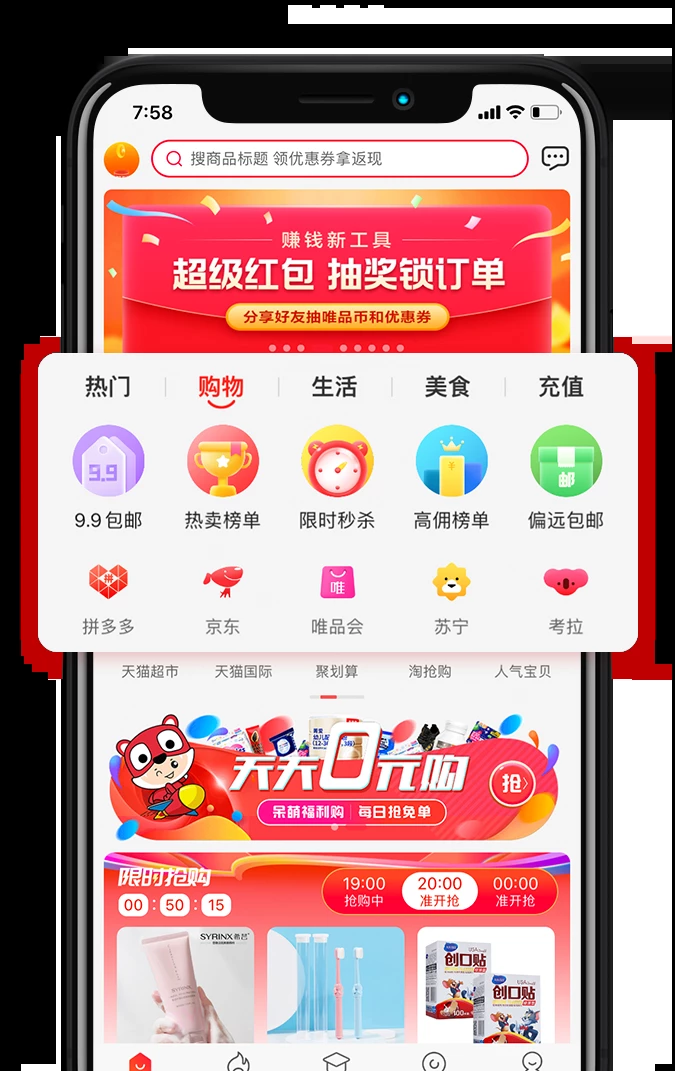 7:58
搜商品标题 领优惠券拿返现
赚钱新工具
超级红包 抽奖锁订单
分享好友抽唯品币和优惠券
热门
购物
生活
美食
充值
9.9
邮
9.9包邮
热卖榜单
限时秒杀
高佣榜单
偏远包邮
拼
唯
拼多多
京东
唯品会
苏宁
考拉
天猫超市
天猫国际
聚划算
淘抢购
人气宝贝
天天0元购
抢
呆萌福利购 每日抢免单
限时抢购
00 : 50 : 15
19:00
抢购中
20:00
准开抢
00:00
准开抢
SYRINX
创口贴
创口贴